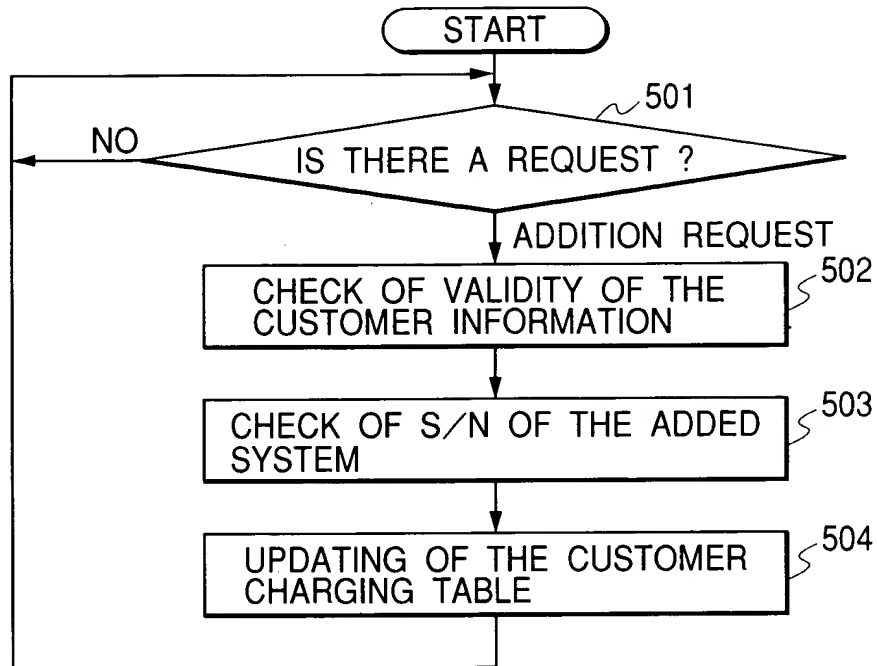 START
501
NO
IS THERE A REQUEST ?
ADDITION REQUEST
502
CHECK OF VALIDITY OF THE
CUSTOMER INFORMATION
503
CHECK OF S/N OF THE ADDED
SYSTEM
504
UPDATING OF THE CUSTOMER
CHARGING TABLE